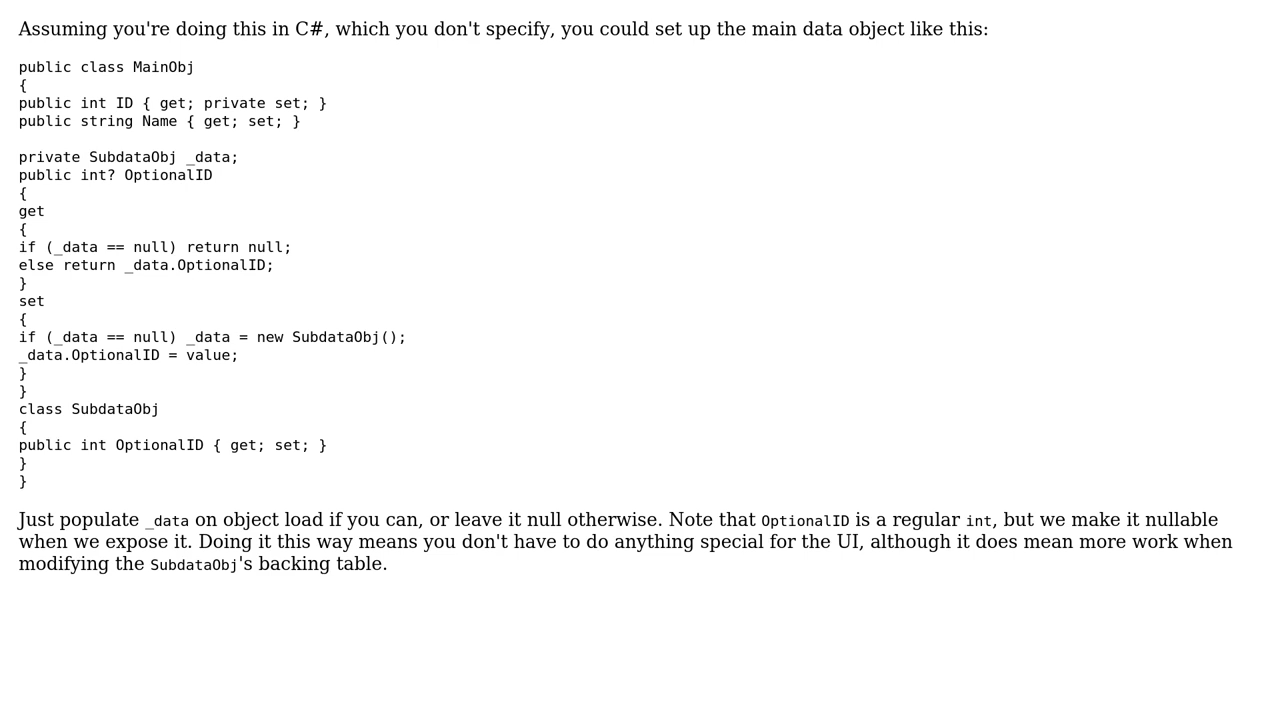 Assuming you're doing this in C#, which you don't specify, you could set up the main data object like this:
public class MainObj
{
public int ID { get; private set; }
public string Name { get; set; }
private SubdataObj _data;
public int? OptionalID
{
get
{
if (_data == null) return null;
else return _data.OptionalID;
}
set
{
if (_data == null) _data = new SubdataObj();
_data.OptionalID = value;
}
}
class SubdataObj
{
public int OptionalID { get; set; }
}
}
Just populate _data on object load if you can, or leave it null otherwise. Note that OptionalID is a regular int, but we make it nullable
when we expose it. Doing it this way means you don't have to do anything special for the UI, although it does mean more work when
modifying the SubdataObj's backing table.